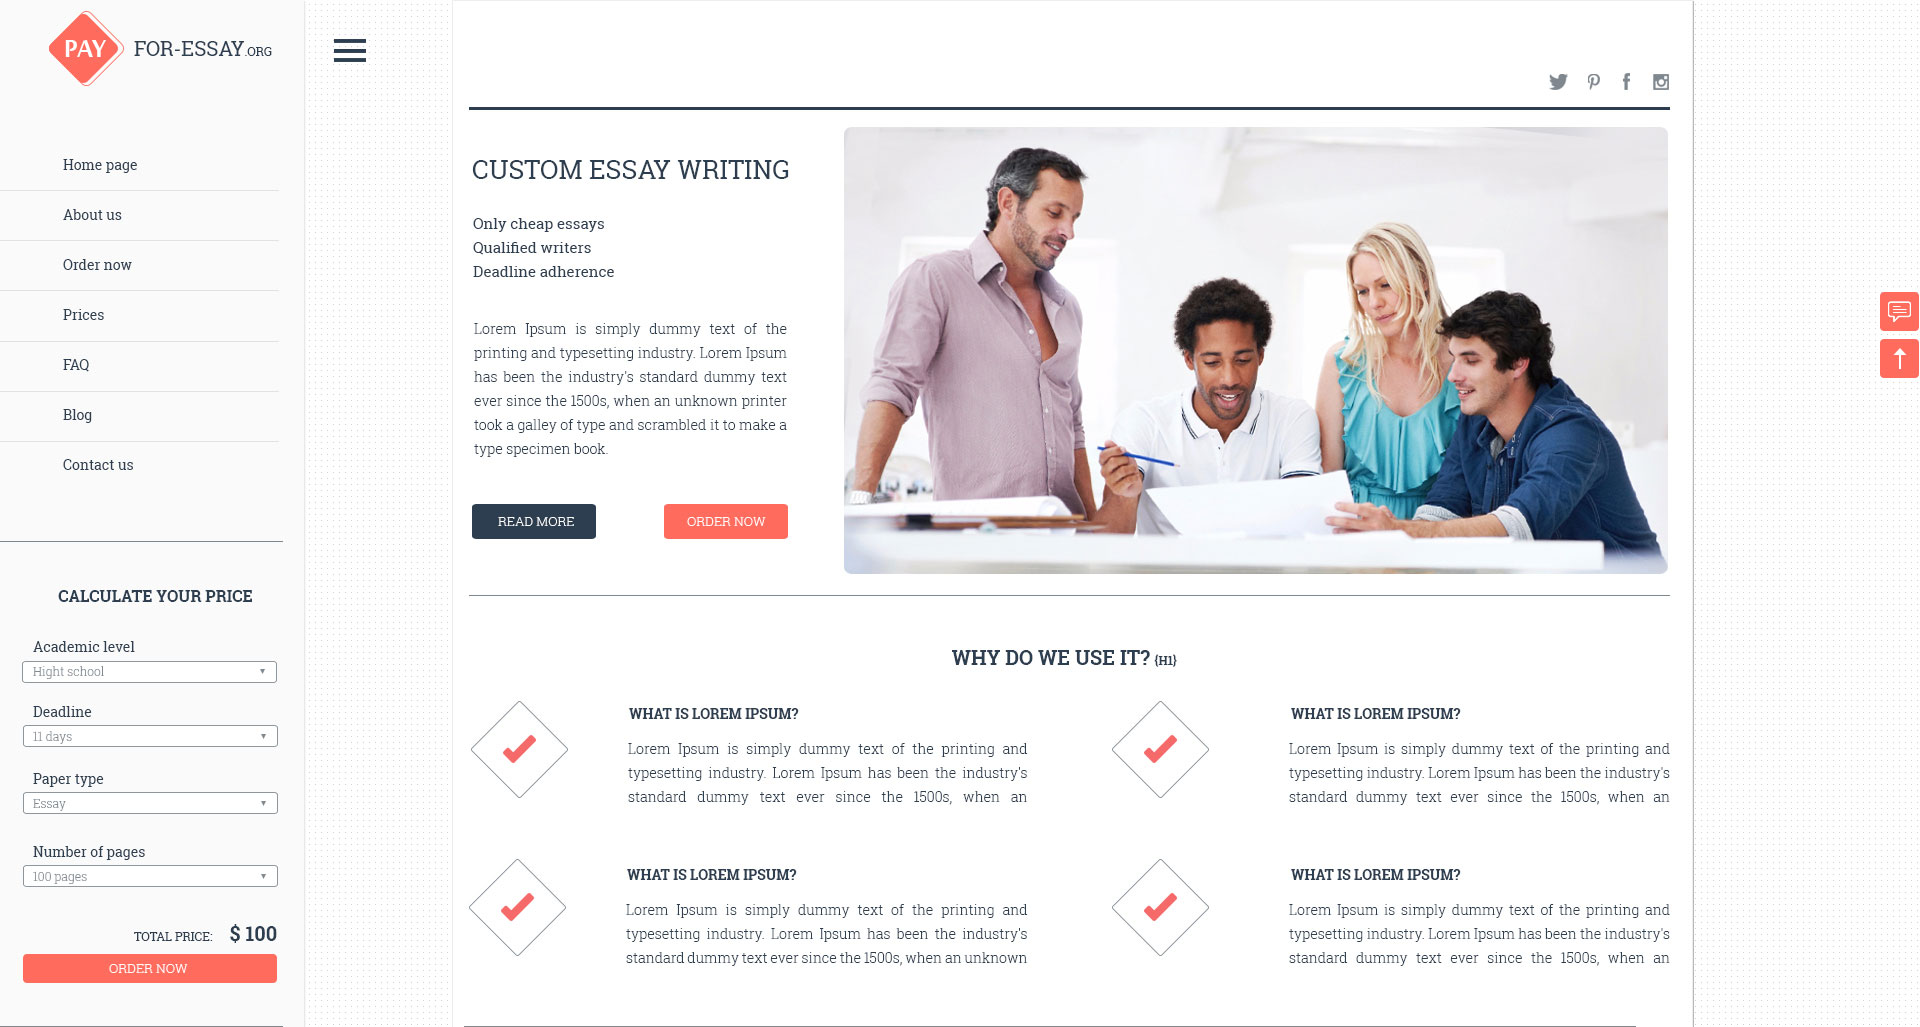 PAY FOR-ESSAY.ORG
Home page
About us
Order now
Prices
FAQ
Blog
Contact us
CALCULATE YOUR PRICE
Academic level
Hight school
Deadline
11 days
Paper type
Essay
Number of pages
100 pages
TOTAL PRICE: $ 100
ORDER NOW
CUSTOM ESSAY WRITING
Only cheap essays
Qualified writers
Deadline adherence
Lorem Ipsum is simply dummy text of the
printing and typesetting industry. Lorem Ipsum
has been the industry's standard dummy text
ever since the 1500s, when an unknown printer
took a galley of type and scrambled it to make a
type specimen book.
READ MORE
ORDER NOW
WHY DO WE USE IT? {H1}
WHAT IS LOREM IPSUM?
Lorem Ipsum is simply dummy text of the printing and
typesetting industry. Lorem Ipsum has been the industry's
standard dummy text ever since the 1500s, when an
WHAT IS LOREM IPSUM?
Lorem Ipsum is simply dummy text of the printing and
typesetting industry. Lorem Ipsum has been the industry's
standard dummy text ever since the 1500s, when an
WHAT IS LOREM IPSUM?
Lorem Ipsum is simply dummy text of the printing and
typesetting industry. Lorem Ipsum has been the industry's
standard dummy text ever since the 1500s, when an unknown
WHAT IS LOREM IPSUM?
Lorem Ipsum is simply dummy text of the printing and
typesetting industry. Lorem Ipsum has been the industry's
standard dummy text ever since the 1500s, when an